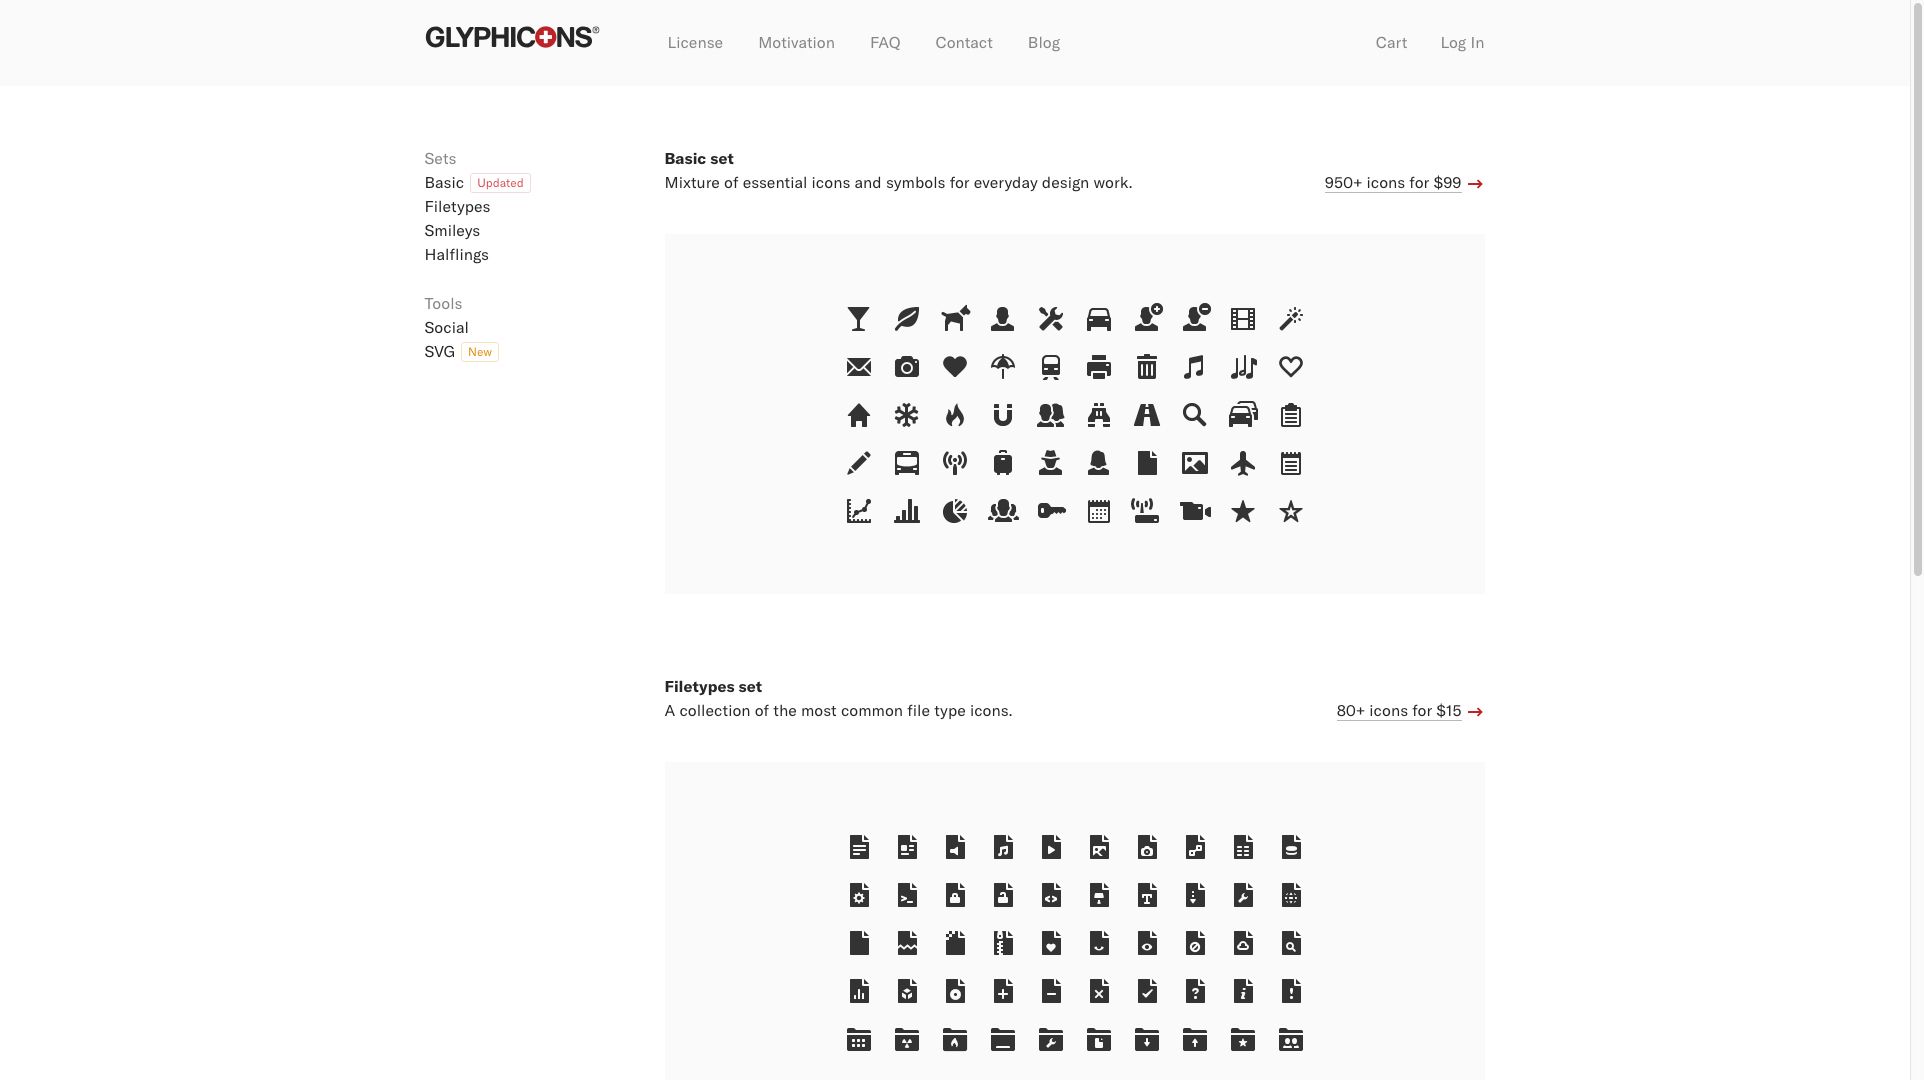 GLYPHICONS®
License
Motivation
FAQ
Contact
Blog
Cart
Log In
Sets
Basic Updated
Filetypes
Smileys
Halflings
Tools
Social
SVG New
Basic set
Mixture of essential icons and symbols for everyday design work.
950+ icons for $99 →
Filetypes set
A collection of the most common file type icons.
80+ icons for $15 →